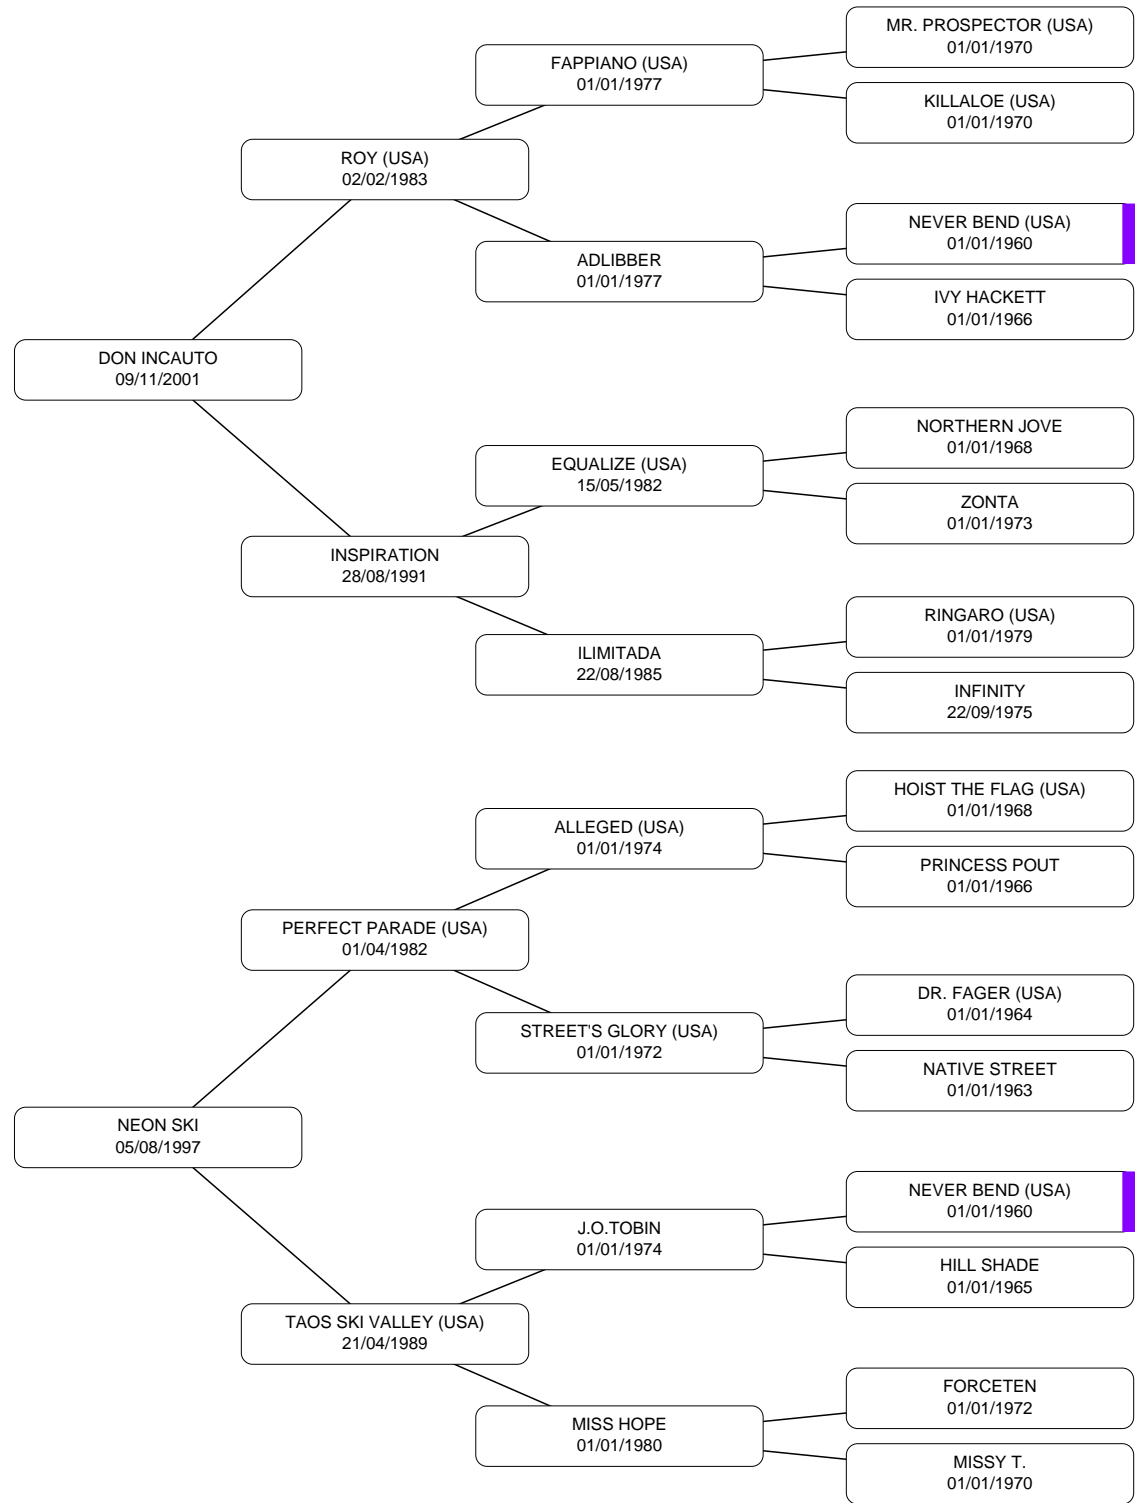 MR. PROSPECTOR (USA)
01/01/1970
FAPPIANO (USA)
01/01/1977
KILLALOE (USA)
01/01/1970
ROY (USA)
02/02/1983
NEVER BEND (USA)
01/01/1960
ADLIBBER
01/01/1977
IVY HACKETT
01/01/1966
DON INCAUTO
09/11/2001
NORTHERN JOVE
01/01/1968
EQUALIZE (USA)
15/05/1982
ZONTA
01/01/1973
INSPIRATION
28/08/1991
RINGARO (USA)
01/01/1979
ILIMITADA
22/08/1985
INFINITY
22/09/1975
HOIST THE FLAG (USA)
01/01/1968
ALLEGED (USA)
01/01/1974
PRINCESS POUT
01/01/1966
PERFECT PARADE (USA)
01/04/1982
DR. FAGER (USA)
01/01/1964
STREET'S GLORY (USA)
01/01/1972
NATIVE STREET
01/01/1963
NEON SKI
05/08/1997
NEVER BEND (USA)
01/01/1960
J.O.TOBIN
01/01/1974
HILL SHADE
01/01/1965
TAOS SKI VALLEY (USA)
21/04/1989
FORCETEN
01/01/1972
MISS HOPE
01/01/1980
MISSY T.
01/01/1970